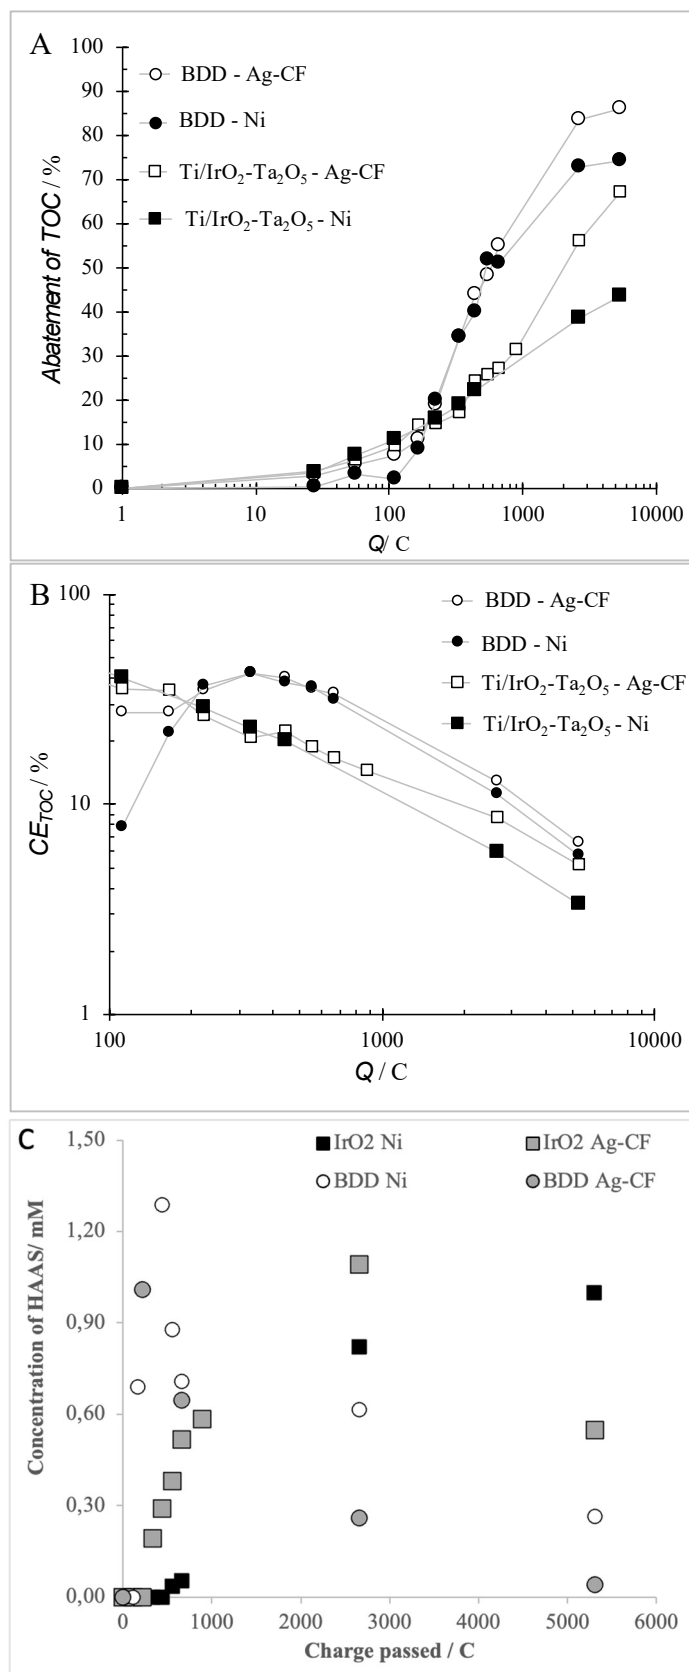 A
100
90
80
70
60
50
40
30
20
10
0
Abatement of TOC / %
BDD - Ag-CF
BDD - Ni
Ti/IrO₂-Ta₂O₅ - Ag-CF
Ti/IrO₂-Ta₂O₅ - Ni
1 10 100 1000 10000
Q/ C
B
100
10
1
CE_TOC / %
BDD - Ag-CF
BDD - Ni
Ti/IrO₂-Ta₂O₅ - Ag-CF
Ti/IrO₂-Ta₂O₅ - Ni
100 1000 10000
Q / C
C
1,50
1,20
0,90
0,60
0,30
0,00
Concentration of HAAS/ mM
IrO2 Ni IrO2 Ag-CF
BDD Ni BDD Ag-CF
0 1000 2000 3000 4000 5000 6000
Charge passed / C